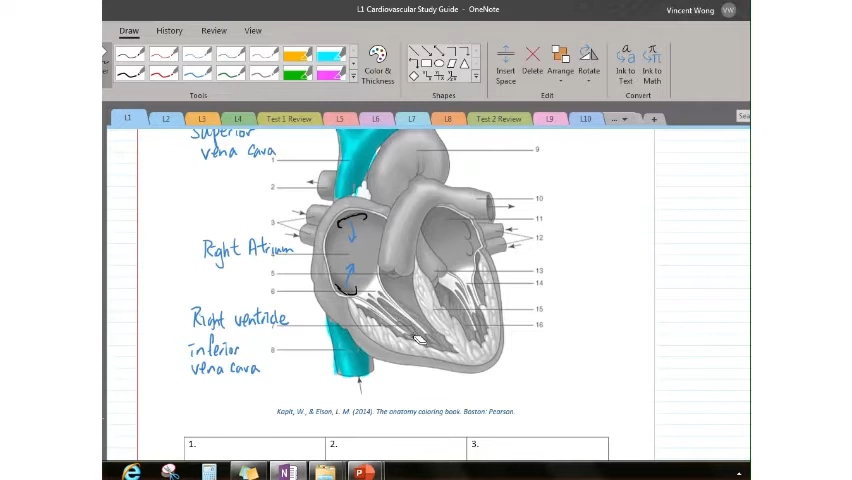 L1 Cardiovascular Study Guide - OneNote
Vincent Wong VW
Draw History Review View
Color &
Thickness
Insert
Space
Delete
Arrange
Rotate
Ink to
Text
Ink to
Math
Tools
Shapes
Edit
Convert
L1 L2 L3 L4 Test 1 Review L5 L6 L7 L8 Test 2 Review L9 L10 ... +
Sea
Superior
vena cava
Right Atrium
Right ventricle
inferior
vena cava
1
2
3
4
5
6
7
8
9
10
11
12
13
14
15
16
Kapit, W., & Elson, L. M. (2014). The anatomy coloring book. Boston: Pearson.
1. 2. 3.